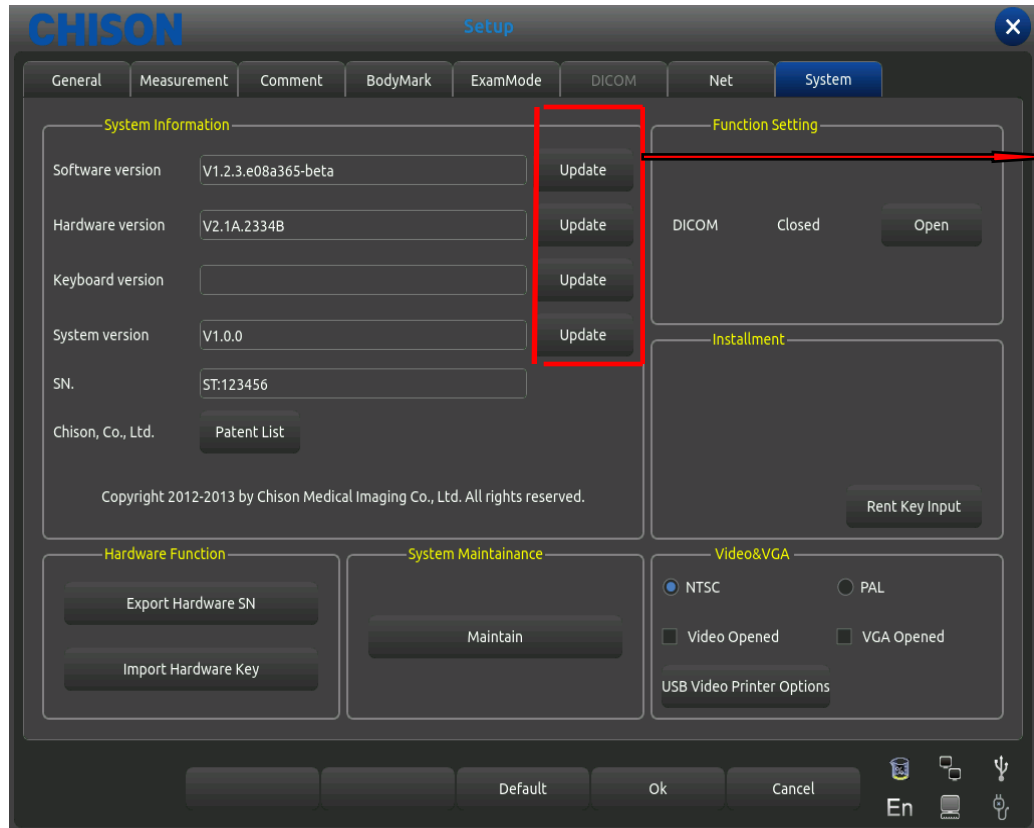 CHISON
Setup
General Measurement Comment BodyMark ExamMode DICOM Net System
System Information
Software version V1.2.3.e08a365-beta Update
Hardware version V2.1A.2334B Update
Keyboard version Update
System version V1.0.0 Update
SN. ST:123456
Chison, Co., Ltd. Patent List
Copyright 2012-2013 by Chison Medical Imaging Co., Ltd. All rights reserved.
Function Setting
DICOM Closed Open
Installment
Rent Key Input
Hardware Function
Export Hardware SN
Import Hardware Key
System Maintainance
Maintain
Video&VGA
NTSC PAL
Video Opened VGA Opened
USB Video Printer Options
Default Ok Cancel
En